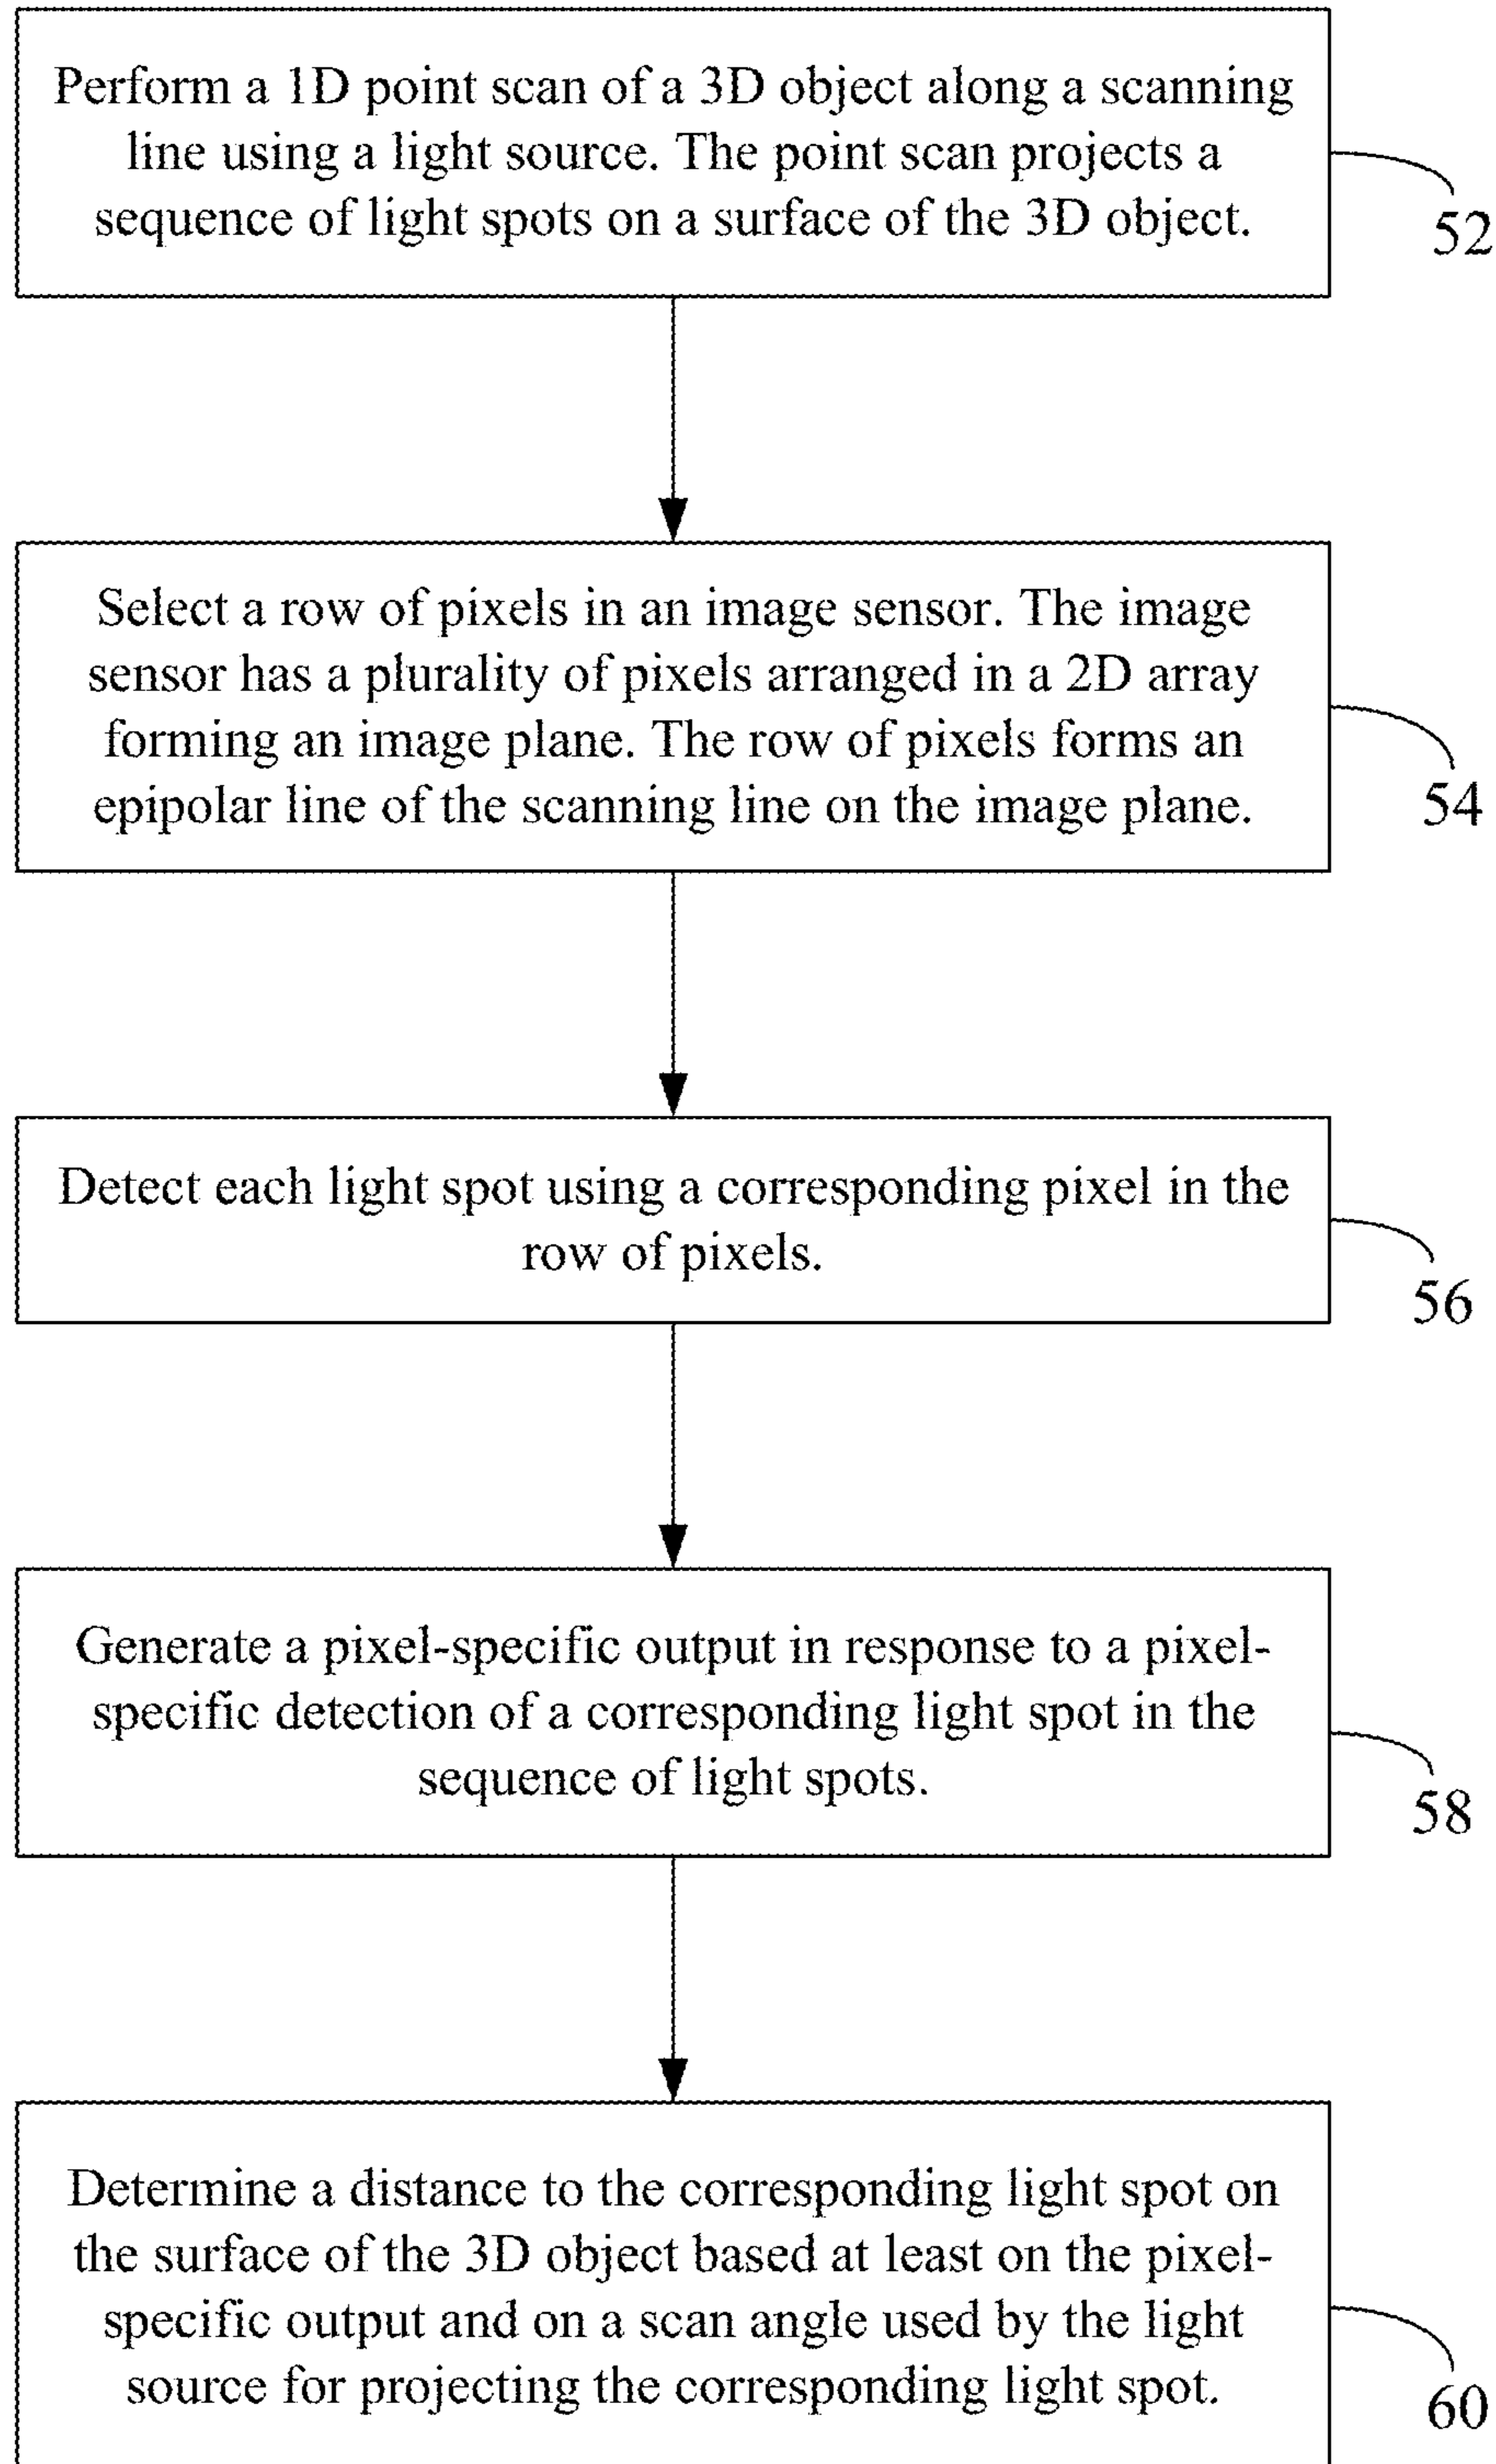 Perform a 1D point scan of a 3D object along a scanning
line using a light source. The point scan projects a
sequence of light spots on a surface of the 3D object.
52
Select a row of pixels in an image sensor. The image
sensor has a plurality of pixels arranged in a 2D array
forming an image plane. The row of pixels forms an
epipolar line of the scanning line on the image plane.
54
Detect each light spot using a corresponding pixel in the
row of pixels.
56
Generate a pixel-specific output in response to a pixel-
specific detection of a corresponding light spot in the
sequence of light spots.
58
Determine a distance to the corresponding light spot on
the surface of the 3D object based at least on the pixel-
specific output and on a scan angle used by the light
source for projecting the corresponding light spot.
60